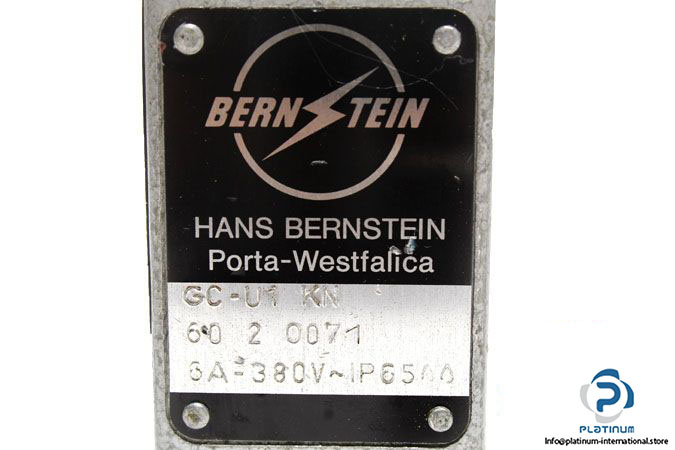 BERNSTEIN
HANS BERNSTEIN
Porta-Westfalica
GC-U1 KN
60 2 0071
6A-380V~IP65
PLATINUM
Info@platinum-international.store